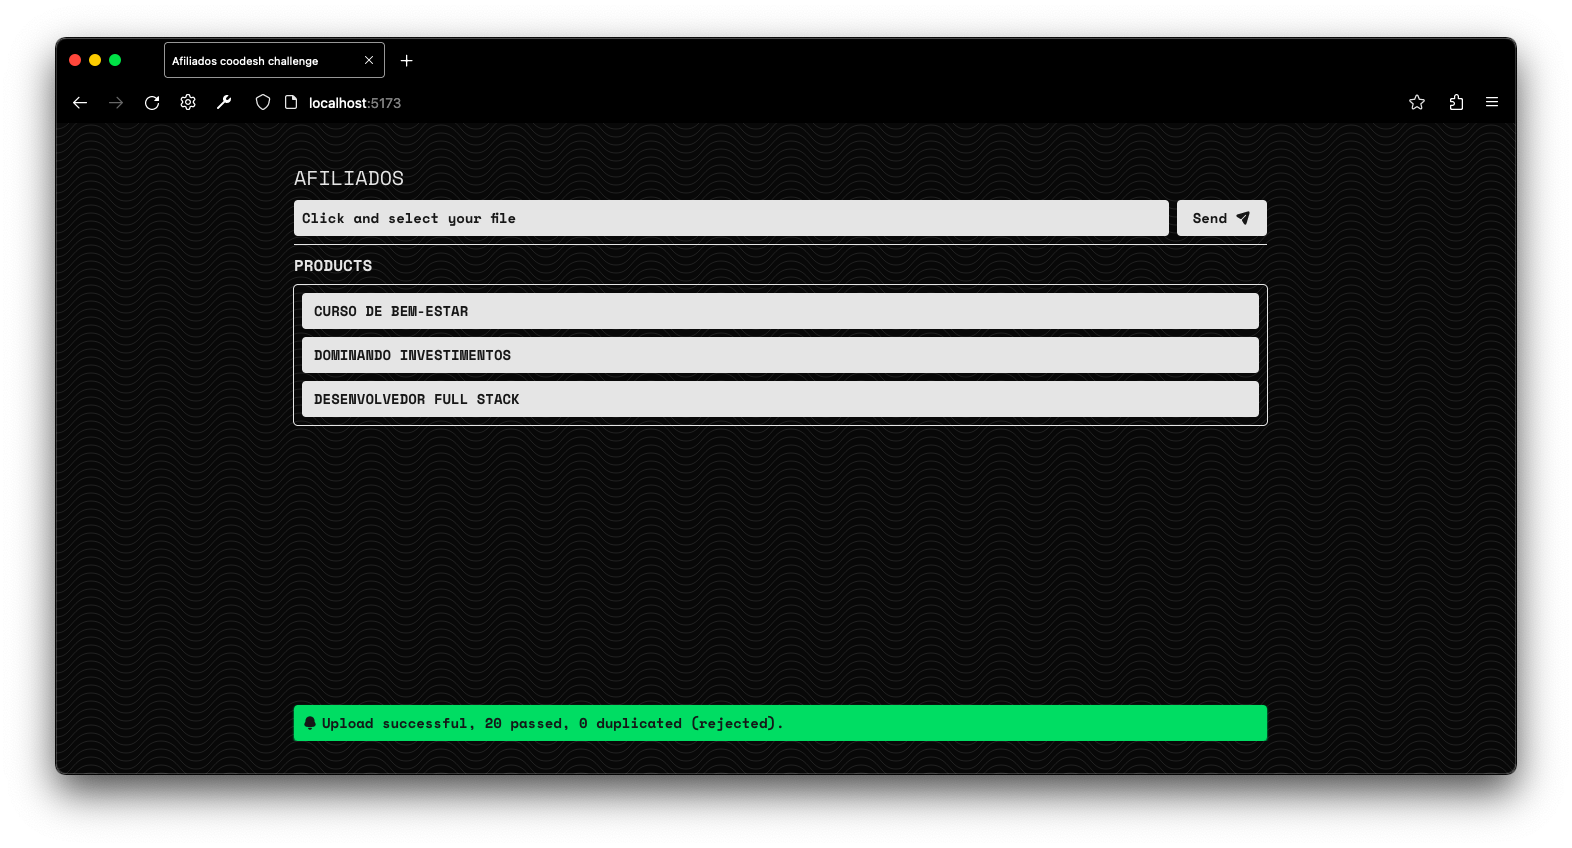 Afiliados coodesh challenge
localhost:5173
AFILIADOS
Click and select your file
Send
PRODUCTS
CURSO DE BEM-ESTAR
DOMINANDO INVESTIMENTOS
DESENVOLVEDOR FULL STACK
Upload successful, 20 passed, 0 duplicated (rejected).